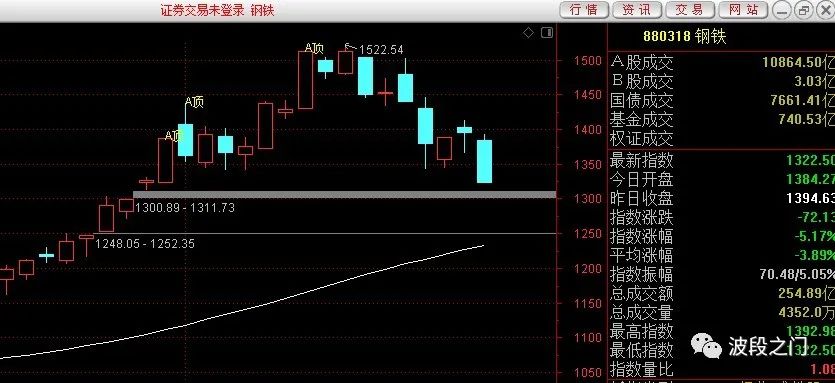 证券交易未登录 钢铁
行情 资讯 交易 网站
880318 钢铁
A股成交 10864.50亿
B股成交 3.03亿
国债成交 7661.41亿
基金成交 740.53亿
权证成交
最新指数 1322.50
今日开盘 1384.27
昨日收盘 1394.63
指数涨跌 -72.13
指数涨幅 -5.17%
平均涨幅 -3.89%
指数振幅 70.48/5.05%
总成交额 254.89亿
总成交量 4352.0万
最高指数 1392.98
最低指数 1322.50
指数量比 1.08
A顶
1522.54
A顶
A顶
1300.89 - 1311.73
1248.05 - 1252.35
1500
1450
1400
1350
1300
1250
1200
1150
1100
1050
波段之门